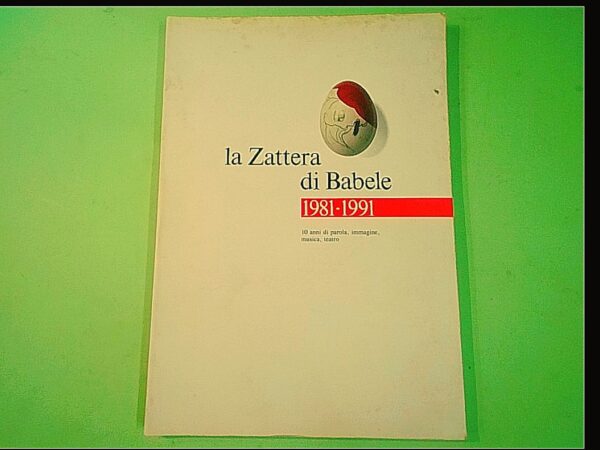 la Zattera
di Babele
1981-1991
10 anni di parola, immagine,
musica, teatro